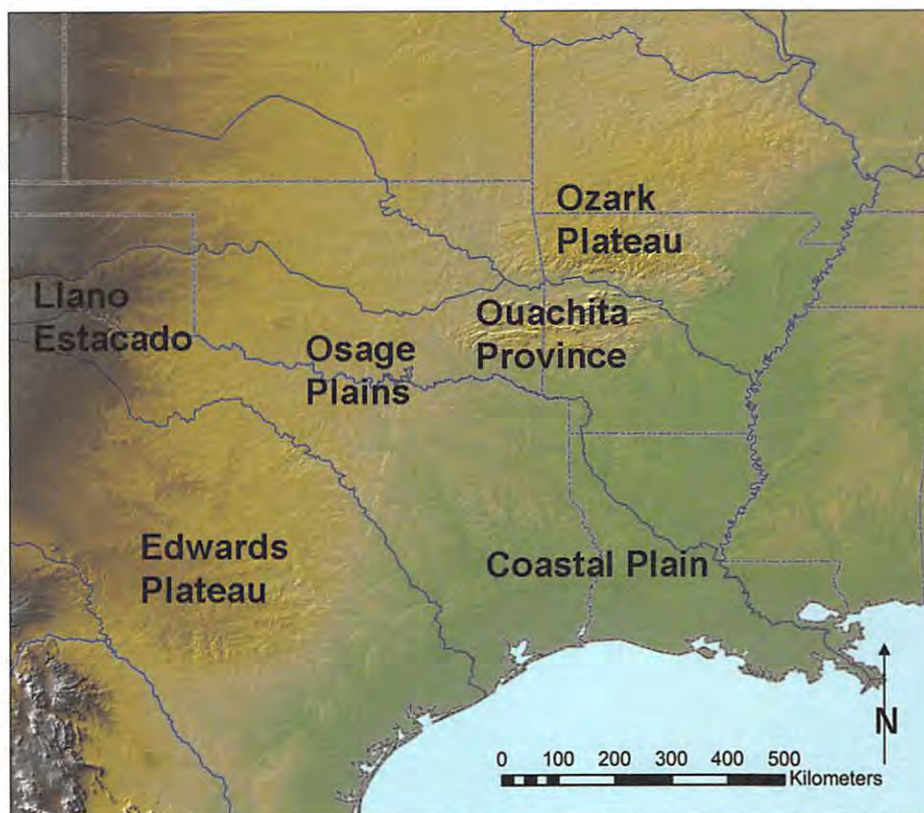 Ozark
Plateau
Llano
Estacado
Ouachita
Province
Osage
Plains
Edwards
Plateau
Coastal Plain
N
0 100 200 300 400 500
Kilometers